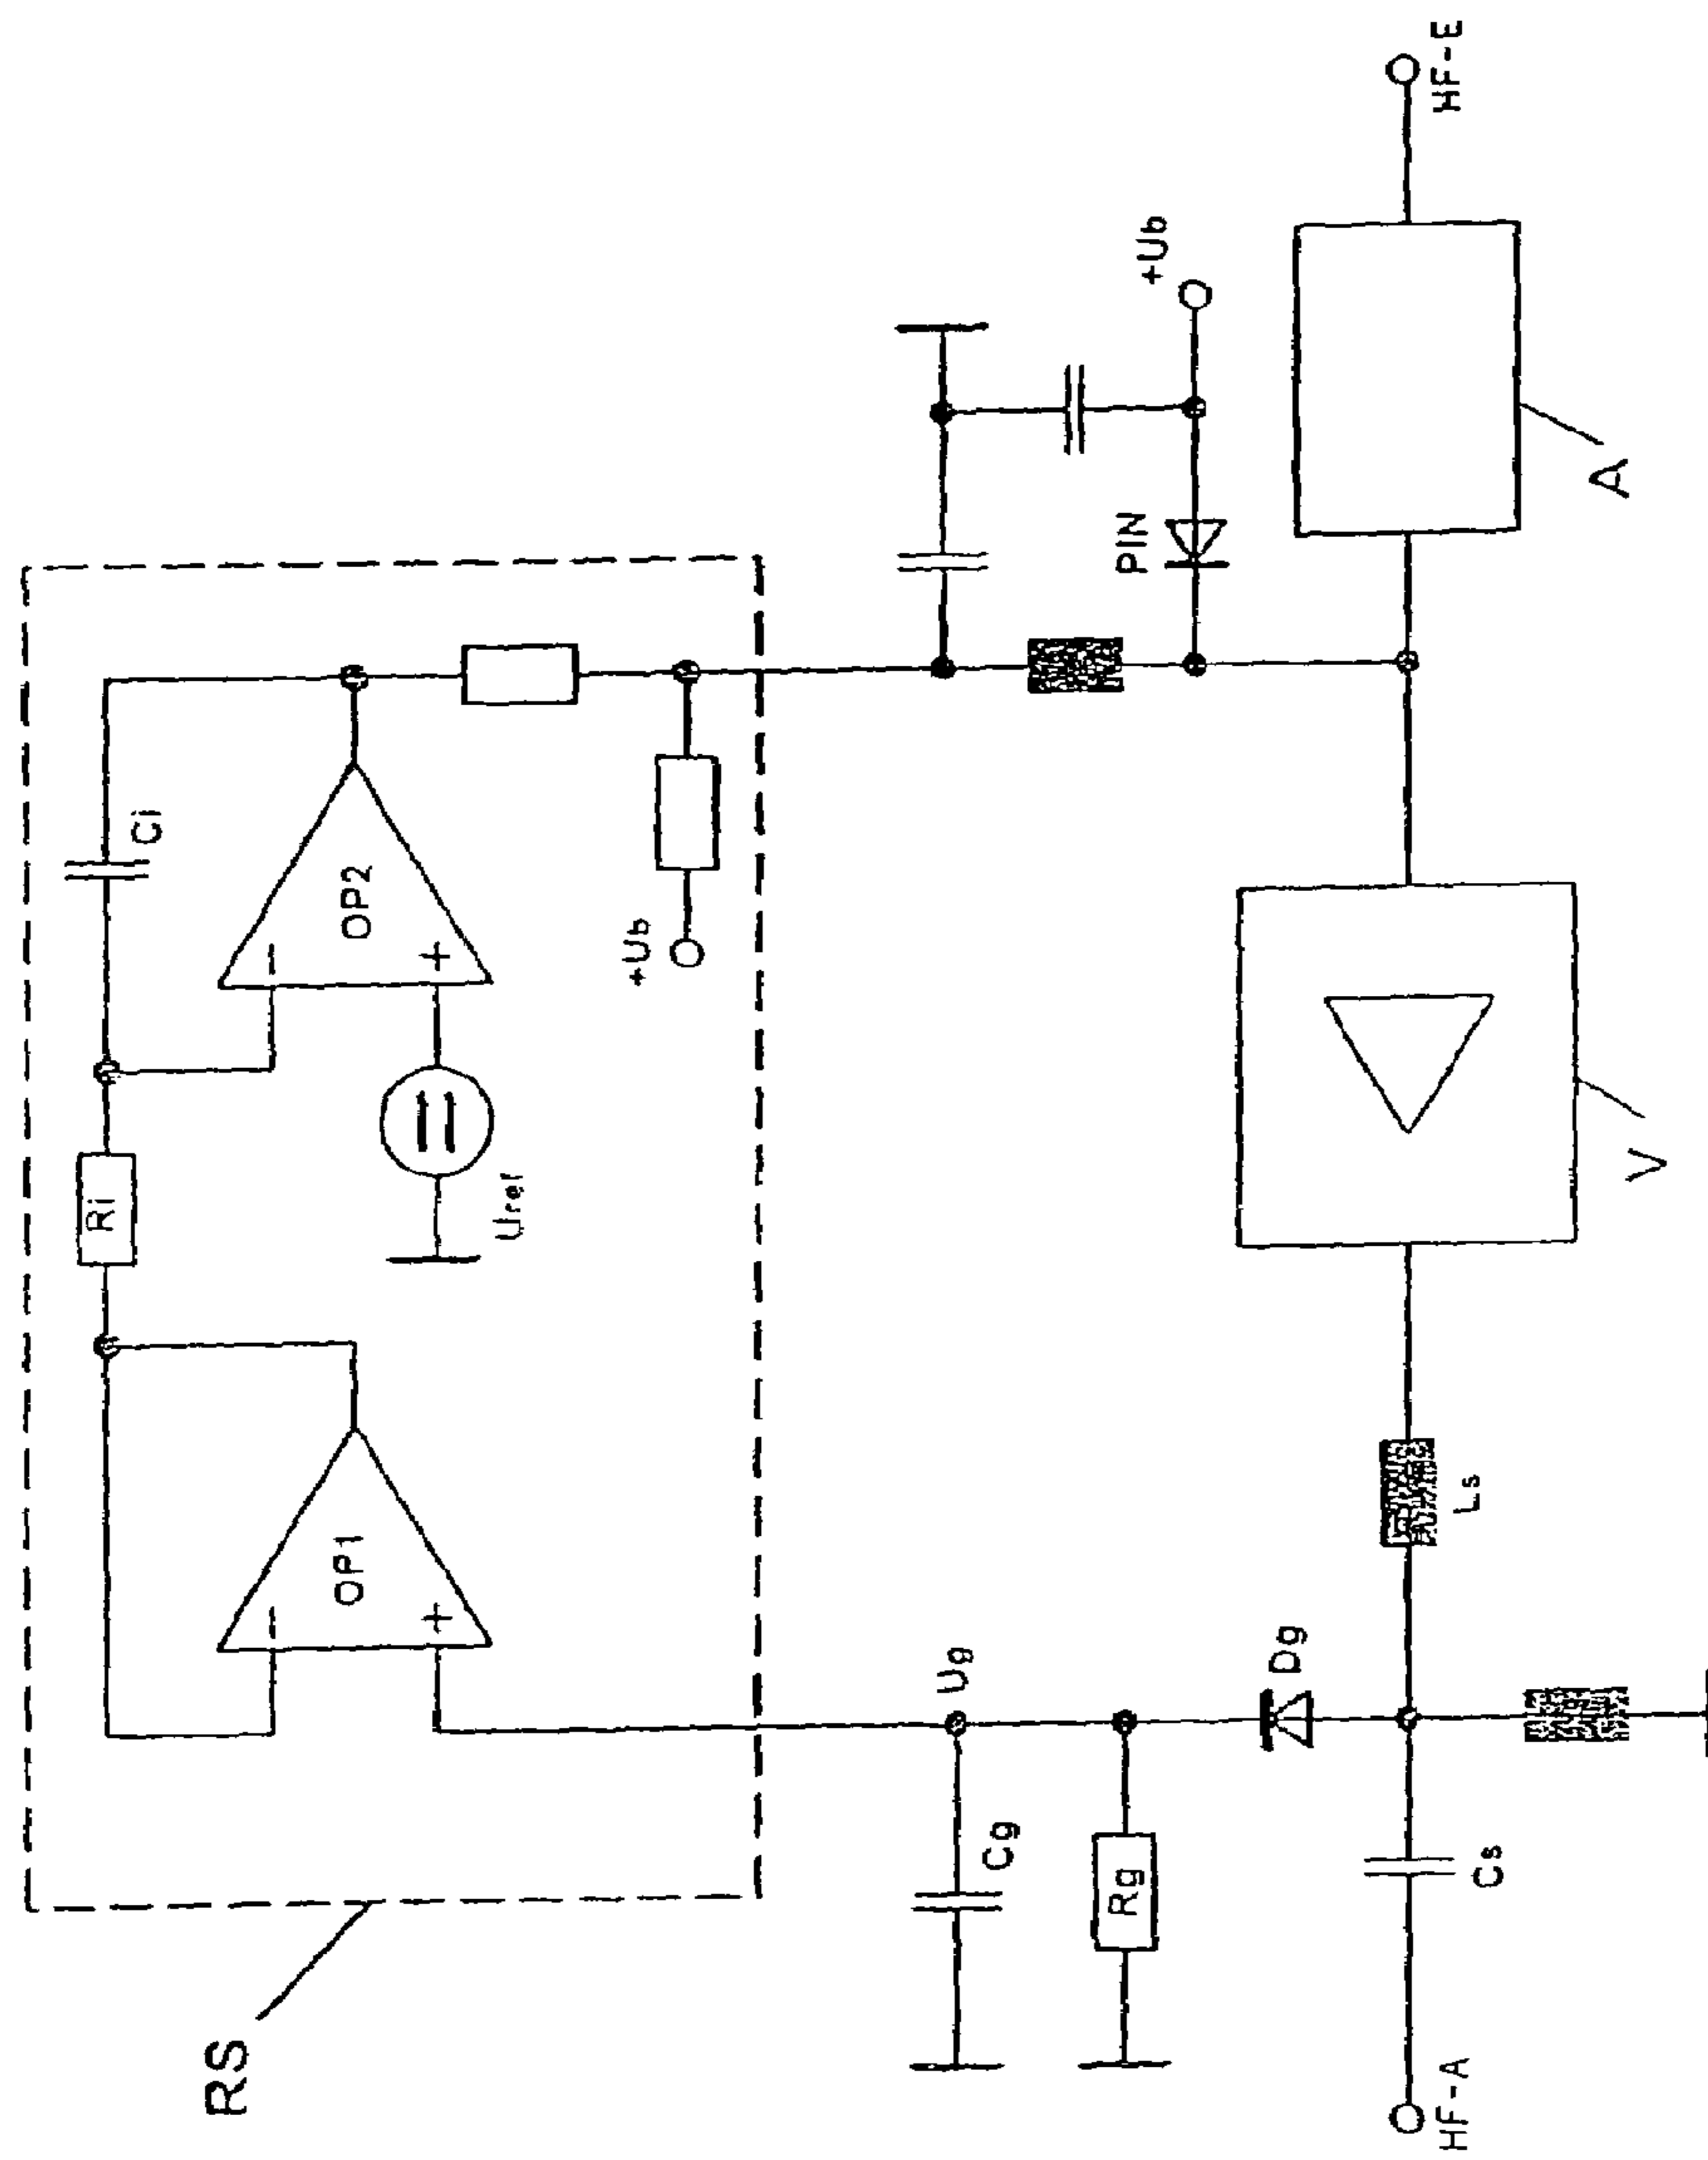 RS
Ri
Ci
OP1
OP2
-
+
-
+
Uref
+Ub
Ug
Cg
Rg
Dg
PIN
+Ub
HF-A
Cs
Ls
V
A
HF-E